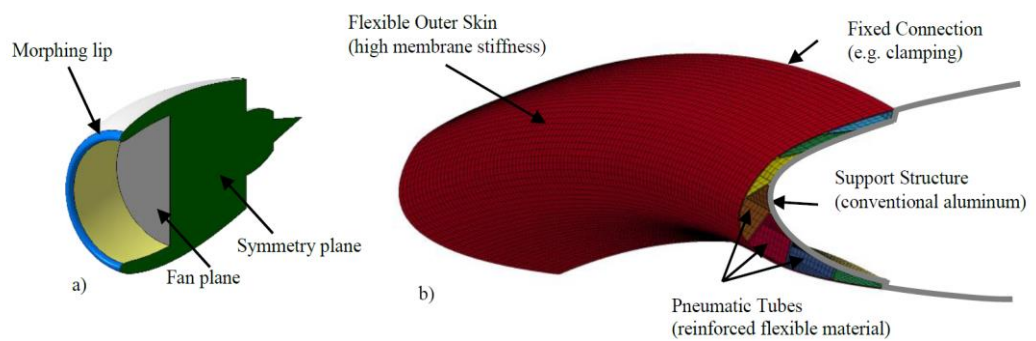 Morphing lip
Symmetry plane
Fan plane
a)
Flexible Outer Skin
(high membrane stiffness)
Fixed Connection
(e.g. clamping)
Support Structure
(conventional aluminum)
b)
Pneumatic Tubes
(reinforced flexible material)